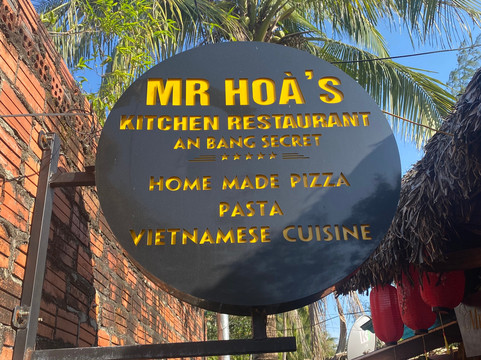 MR HOÀ'S
KITCHEN RESTAURANT
AN BANG SECRET
HOME MADE PIZZA
PASTA
VIETNAMESE CUISINE